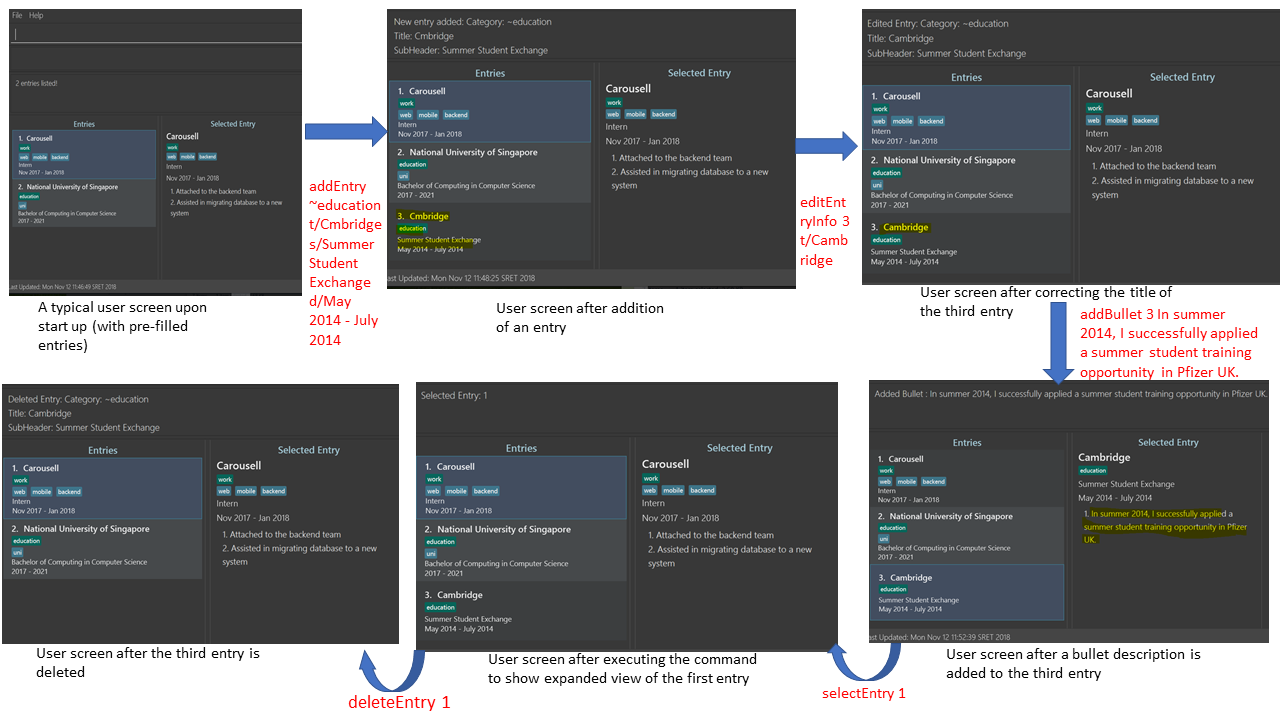 File Help
2 entries listed!
Entries
Selected Entry
1. Carousell
work
web mobile backend
Intern
Nov 2017 - Jan 2018
2. National University of Singapore
education
uni
Bachelor of Computing in Computer Science
2017 - 2021
Carousell
work
web mobile backend
Intern
Nov 2017 - Jan 2018
1. Attached to the backend team
2. Assisted in migrating database to a new
system
ast Updated: Mon Nov 12 11:46:49 SRET 2018
A typical user screen upon
start up (with pre-filled
entries)
addEntry
~education
t/Cmbridge
s/Summer
Student
Exchange
d/May
2014 - July
2014
New entry added: Category: ~education
Title: Cmbridge
SubHeader: Summer Student Exchange
Entries
Selected Entry
1. Carousell
work
web mobile backend
Intern
Nov 2017 - Jan 2018
2. National University of Singapore
education
uni
Bachelor of Computing in Computer Science
2017 - 2021
3. Cmbridge
education
Summer Student Exchange
May 2014 - July 2014
Carousell
work
web mobile backend
Intern
Nov 2017 - Jan 2018
1. Attached to the backend team
2. Assisted in migrating database to a new
system
ast Updated: Mon Nov 12 11:48:25 SRET 2018
User screen after addition
of an entry
editEnt
ryInfo 3
t/Camb
ridge
Edited Entry: Category: ~education
Title: Cambridge
SubHeader: Summer Student Exchange
Entries
Selected Entry
1. Carousell
work
web mobile backend
Intern
Nov 2017 - Jan 2018
2. National University of Singapore
education
uni
Bachelor of Computing in Computer Science
2017 - 2021
3. Cambridge
education
Summer Student Exchange
May 2014 - July 2014
Carousell
work
web mobile backend
Intern
Nov 2017 - Jan 2018
1. Attached to the backend team
2. Assisted in migrating database to a new
system
User screen after correcting the title of
the third entry
addBullet 3 In summer
2014, I successfully applied
a summer student training
opportunity in Pfizer UK.
Added Bullet : In summer 2014, I successfully applied a summer student training opportunity in Pfizer UK.
Entries
Selected Entry
1. Carousell
work
web mobile backend
Intern
Nov 2017 - Jan 2018
2. National University of Singapore
education
uni
Bachelor of Computing in Computer Science
2017 - 2021
3. Cambridge
education
Summer Student Exchange
May 2014 - July 2014
Cambridge
education
Summer Student Exchange
May 2014 - July 2014
1. In summer 2014, I successfully applied a
summer student training opportunity in Pfizer
UK.
ast Updated: Mon Nov 12 11:52:39 SRET 2018
User screen after a bullet description is
added to the third entry
selectEntry 1
Selected Entry: 1
Entries
Selected Entry
1. Carousell
work
web mobile backend
Intern
Nov 2017 - Jan 2018
2. National University of Singapore
education
uni
Bachelor of Computing in Computer Science
2017 - 2021
3. Cambridge
education
Summer Student Exchange
May 2014 - July 2014
Carousell
work
web mobile backend
Intern
Nov 2017 - Jan 2018
1. Attached to the backend team
2. Assisted in migrating database to a new
system
User screen after executing the command
to show expanded view of the first entry
deleteEntry 1
Deleted Entry: Category: ~education
Title: Cambridge
SubHeader: Summer Student Exchange
Entries
Selected Entry
1. Carousell
work
web mobile backend
Intern
Nov 2017 - Jan 2018
2. National University of Singapore
education
uni
Bachelor of Computing in Computer Science
2017 - 2021
Carousell
work
web mobile backend
Intern
Nov 2017 - Jan 2018
1. Attached to the backend team
2. Assisted in migrating database to a new
system
User screen after the third entry is
deleted